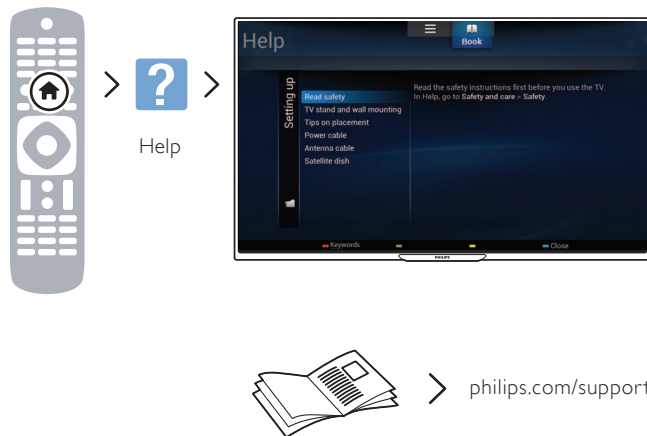 Help
Book
Setting up
Read safety
TV stand and wall mounting
Tips on placement
Power cable
Antenna cable
Satellite dish
Read the safety instructions first before you use the TV.
In Help, go to Safety and care > Safety.
Keywords
Close
PHILIPS
?
Help
philips.com/support